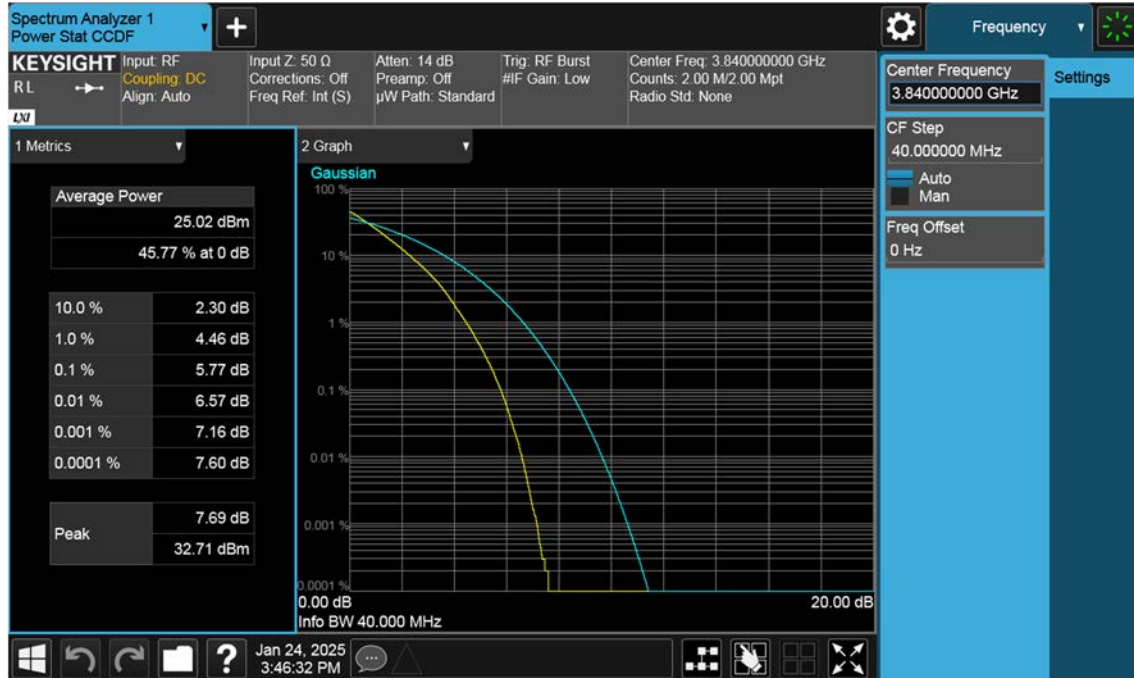 Spectrum Analyzer 1
Power Stat CCDF
Frequency
KEYSIGHT
R L
LXI
Input: RF
Coupling: DC
Align: Auto
Input Z: 50 Ω
Corrections: Off
Freq Ref: Int (S)
Atten: 14 dB
Preamp: Off
µW Path: Standard
Trig: RF Burst
#IF Gain: Low
Center Freq: 3.840000000 GHz
Counts: 2.00 M/2.00 Mpt
Radio Std: None
Center Frequency
3.840000000 GHz
Settings
CF Step
40.000000 MHz
Auto
Man
Freq Offset
0 Hz
1 Metrics
Average Power
25.02 dBm
45.77 % at 0 dB
10.0 % 2.30 dB
1.0 % 4.46 dB
0.1 % 5.77 dB
0.01 % 6.57 dB
0.001 % 7.16 dB
0.0001 % 7.60 dB
Peak
7.69 dB
32.71 dBm
2 Graph
Gaussian
100 %
10 %
1 %
0.1 %
0.01 %
0.001 %
0.0001 %
0.00 dB 20.00 dB
Info BW 40.000 MHz
Jan 24, 2025
3:46:32 PM